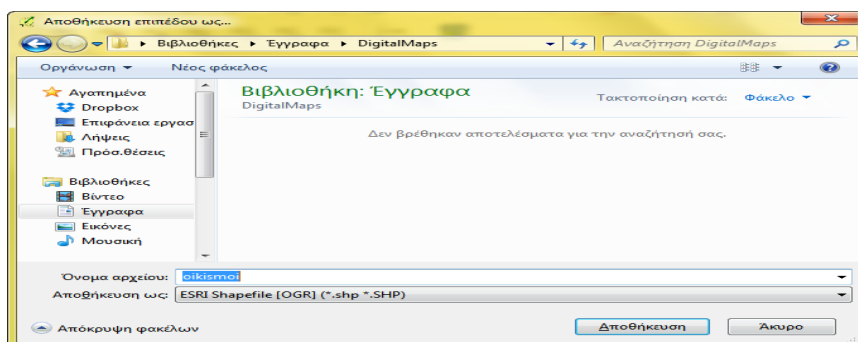 Αποθήκευση επιπέδου ως...
Βιβλιοθήκες Έγγραφα DigitalMaps Αναζήτηση DigitalMaps
Οργάνωση Νέος φάκελος
Αγαπημένα
Dropbox
Επιφάνεια εργασ
Λήψεις
Πρόσ.θέσεις
Βιβλιοθήκες
Βίντεο
Έγγραφα
Εικόνες
Μουσική
Βιβλιοθήκη: Έγγραφα
DigitalMaps
Τακτοποίηση κατά: Φάκελο
Δεν βρέθηκαν αποτελέσματα για την αναζήτησή σας.
Όνομα αρχείου: oikismoi
Αποθήκευση ως: ESRI Shapefile [OGR] (*.shp *.SHP)
Απόκρυψη φακέλων Αποθήκευση Άκυρο